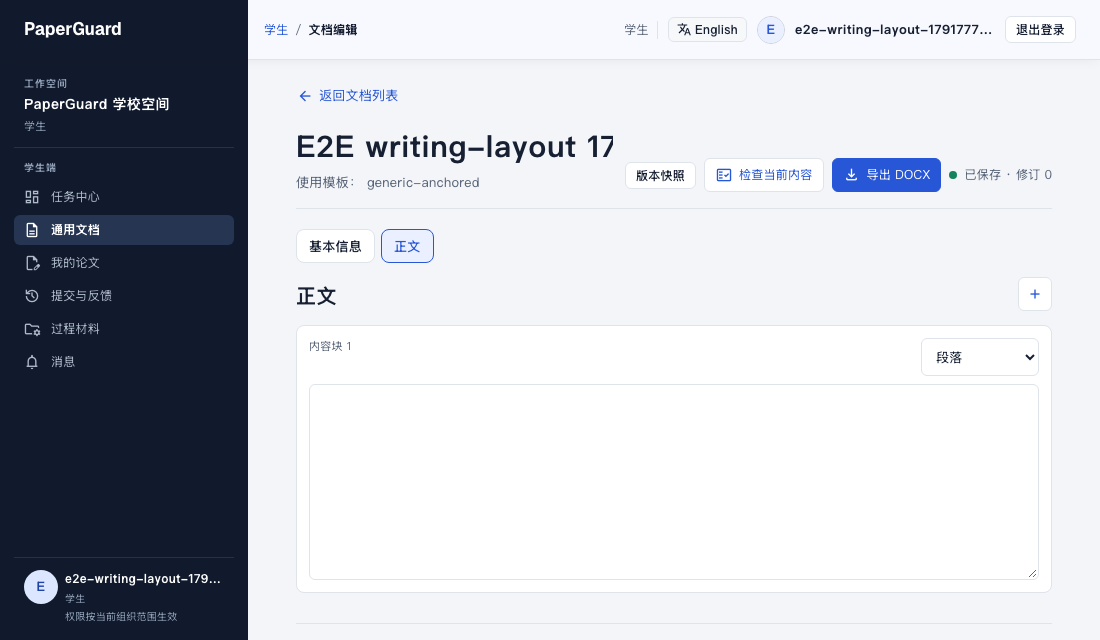 PaperGuard
工作空间
PaperGuard 学校空间
学生
学生端
任务中心
通用文档
我的论文
提交与反馈
过程材料
消息
E
e2e-writing-layout-179...
学生
权限按当前组织范围生效
学生 / 文档编辑
学生
English
E
e2e-writing-layout-1791777...
退出登录
返回文档列表
E2E writing-layout 17
使用模板： generic-anchored
版本快照
检查当前内容
导出 DOCX
已保存 · 修订 0
基本信息
正文
正文
+
内容块 1
段落